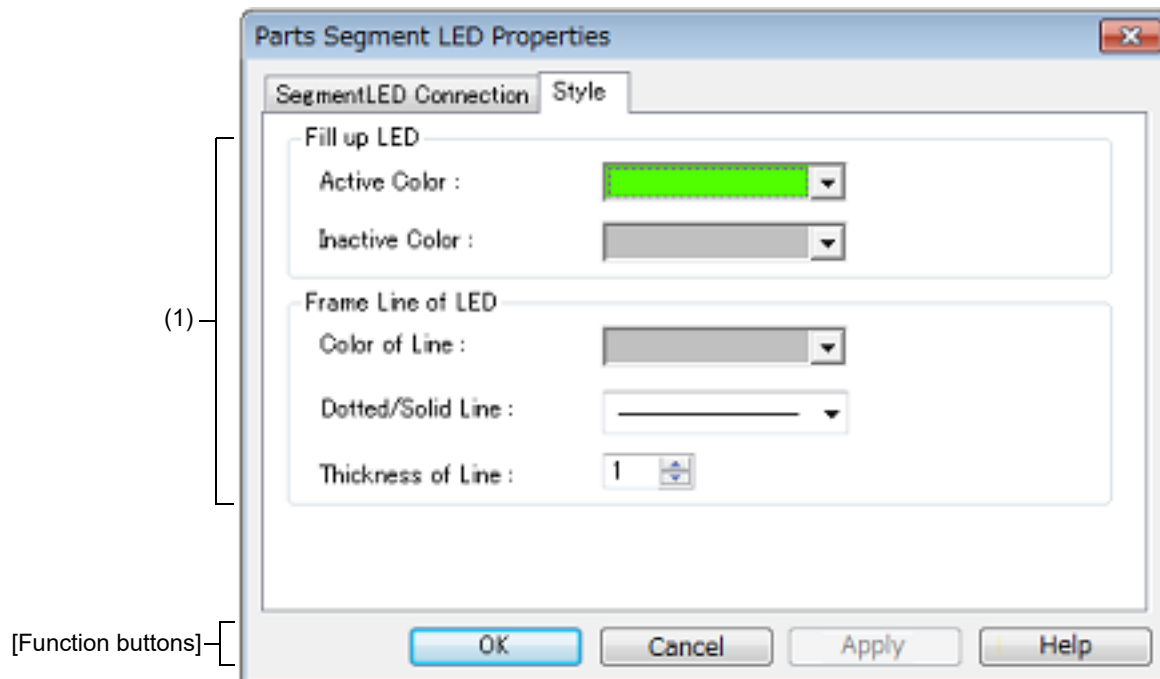 Parts Segment LED Properties
SegmentLED Connection Style
Fill up LED
Active Color :
Inactive Color :
Frame Line of LED
(1)
Color of Line :
Dotted/Solid Line :
Thickness of Line : 1
[Function buttons] OK Cancel Apply Help